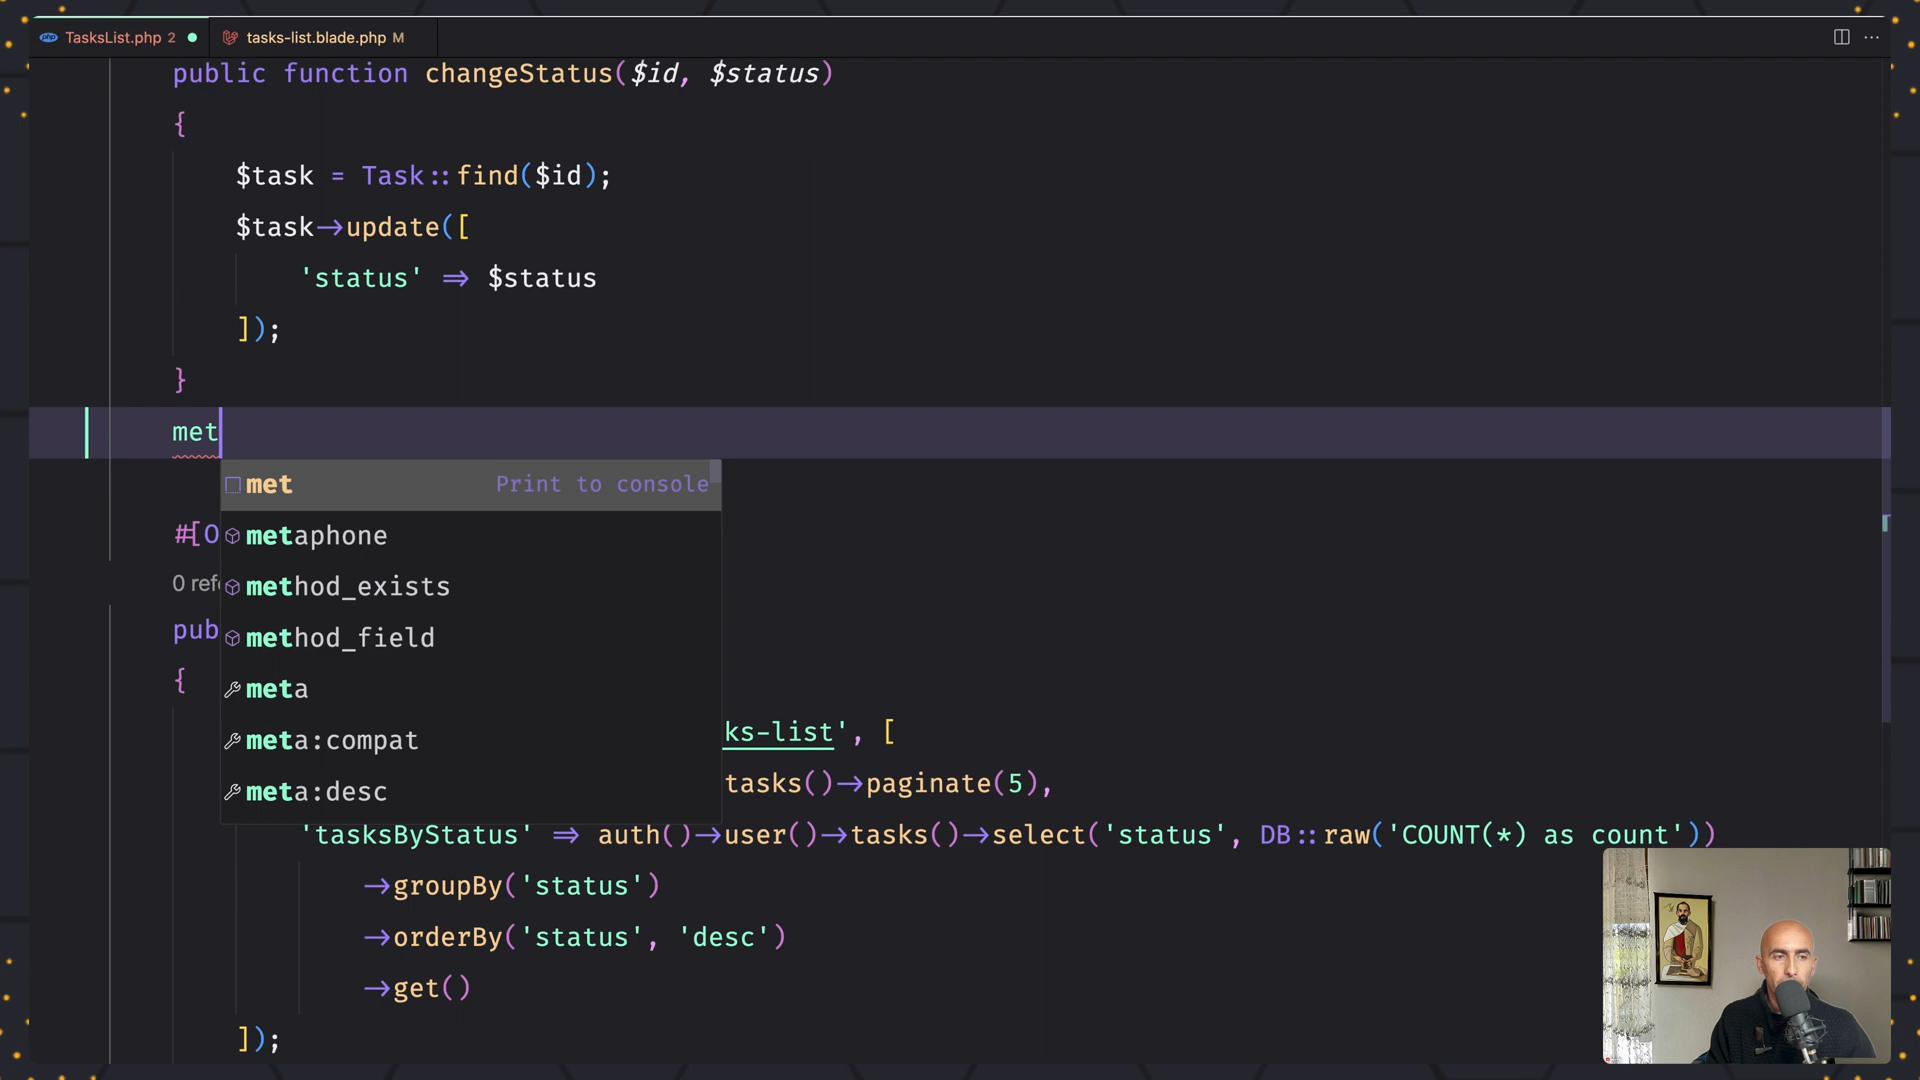 php TasksList.php 2
tasks-list.blade.php M
public function changeStatus($id, $status)
{
$task = Task::find($id);
$task->update([
'status' => $status
]);
}
met
met Print to console
metaphone
#[O
method_exists
0 ref
method_field
pub
meta
{
ks-list', [
meta:compat
tasks()->paginate(5),
meta:desc
'tasksByStatus' => auth()->user()->tasks()->select('status', DB::raw('COUNT(*) as count'))
->groupBy('status')
->orderBy('status', 'desc')
->get()
]);